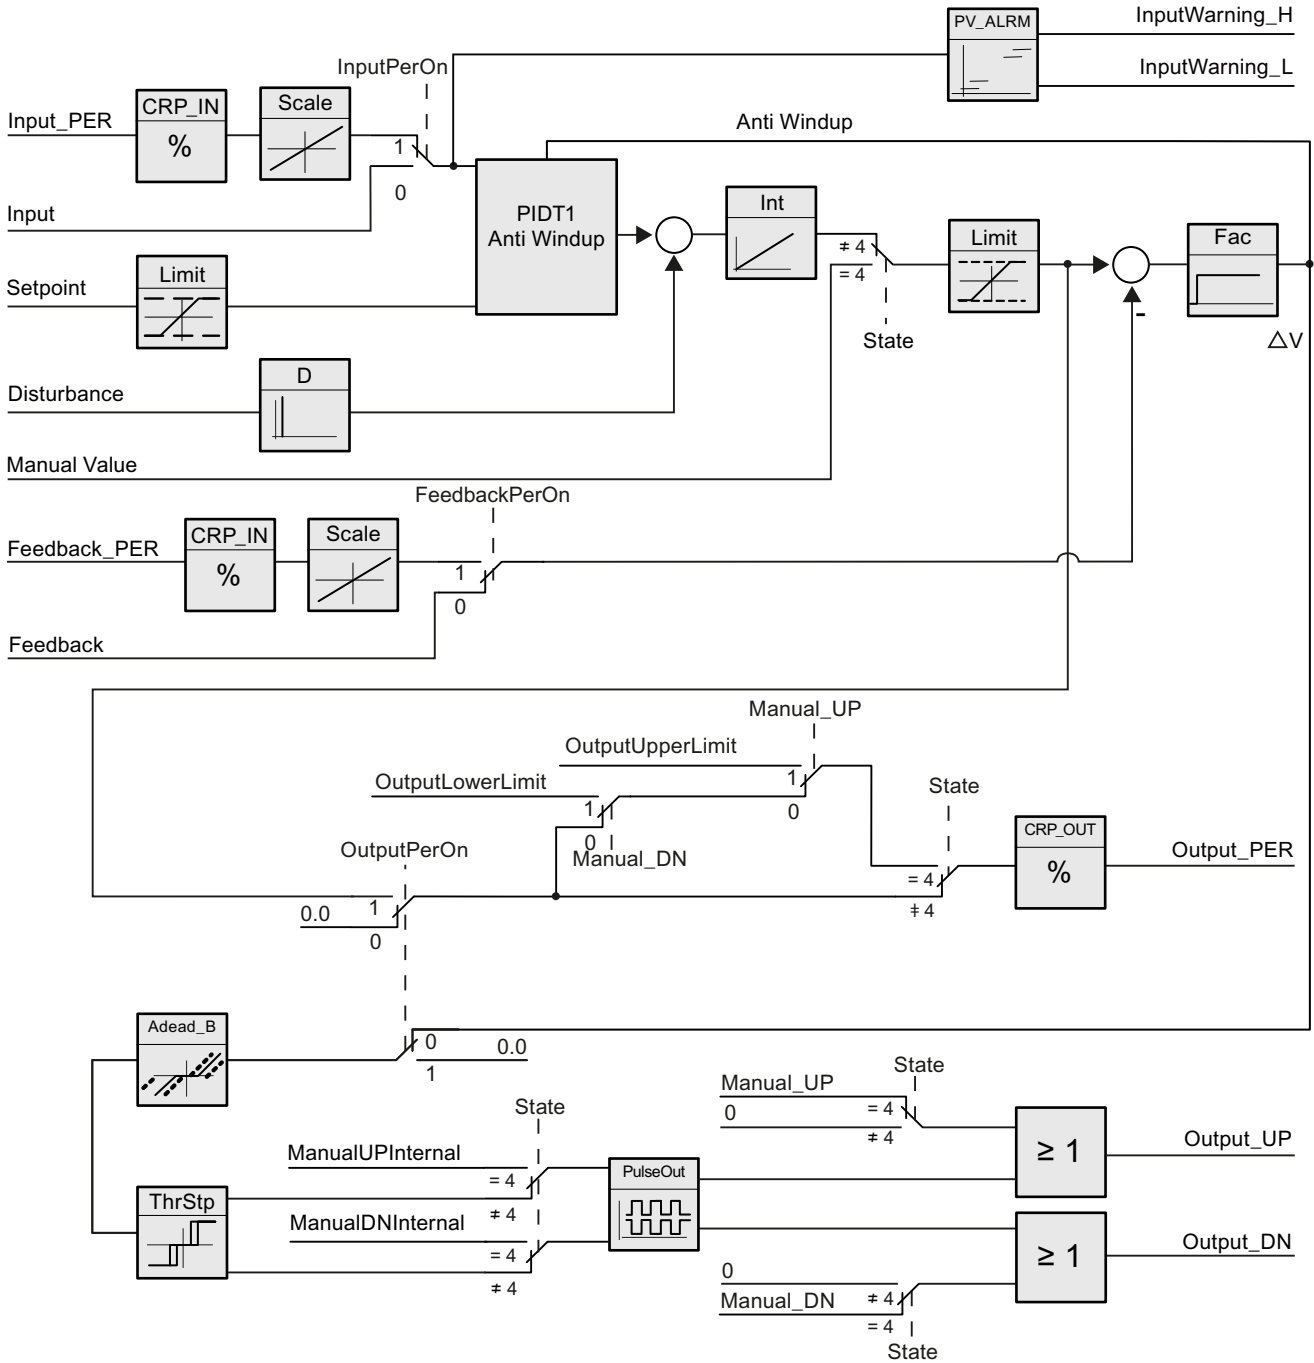 PV_ALRM
InputWarning_H
InputWarning_L
InputPerOn
Input_PER
CRP_IN
%
Scale
1
0
Input
Anti Windup
PIDT1
Anti Windup
Int
≠ 4
= 4
State
Limit
Fac
-
△V
Setpoint
Limit
Disturbance
D
Manual Value
FeedbackPerOn
Feedback_PER
CRP_IN
%
Scale
1
0
Feedback
Manual_UP
OutputUpperLimit
1
0
OutputLowerLimit
1
0
Manual_DN
State
= 4
≠ 4
CRP_OUT
%
Output_PER
OutputPerOn
1
0.0
0
Adead_B
0
0.0
1
State
Manual_UP
= 4
0
≠ 4
≥ 1
Output_UP
State
ManualUPInternal
= 4
≠ 4
PulseOut
ThrStp
ManualDNInternal
= 4
≠ 4
≥ 1
Output_DN
0
≠ 4
Manual_DN
= 4
State